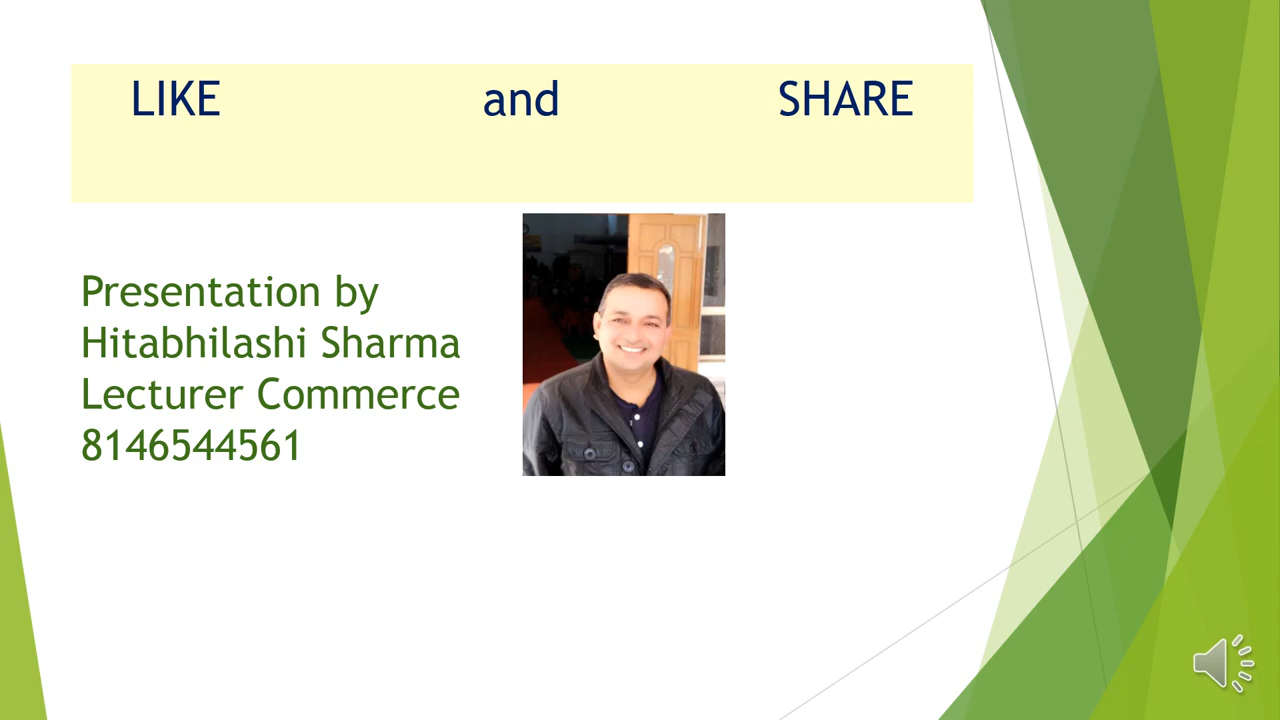 LIKE and SHARE
Presentation by
Hitabhilashi Sharma
Lecturer Commerce
8146544561